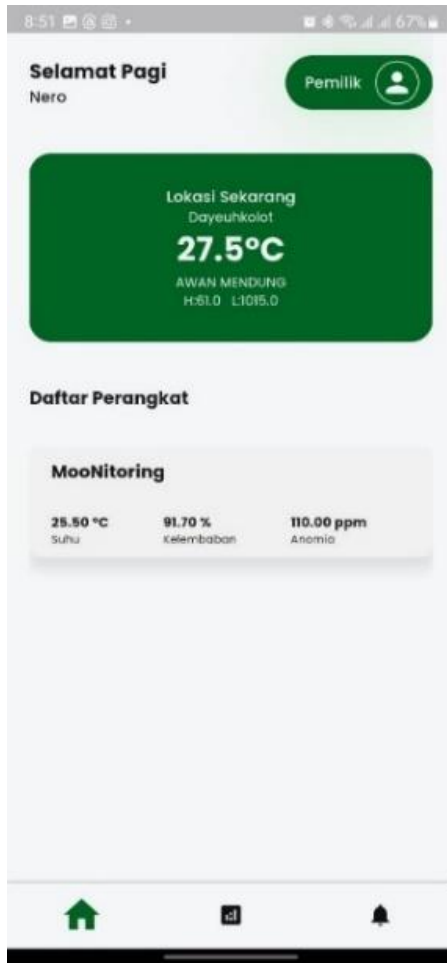 8:51
67%
Selamat Pagi
Nero
Pemilik
Lokasi Sekarang
Dayeuhkolot
27.5°C
AWAN MENDUNG
H:61.0 L:1015.0
Daftar Perangkat
MooNitoring
25.50 °C 91.70 % 110.00 ppm
Suhu Kelembaban Anomia